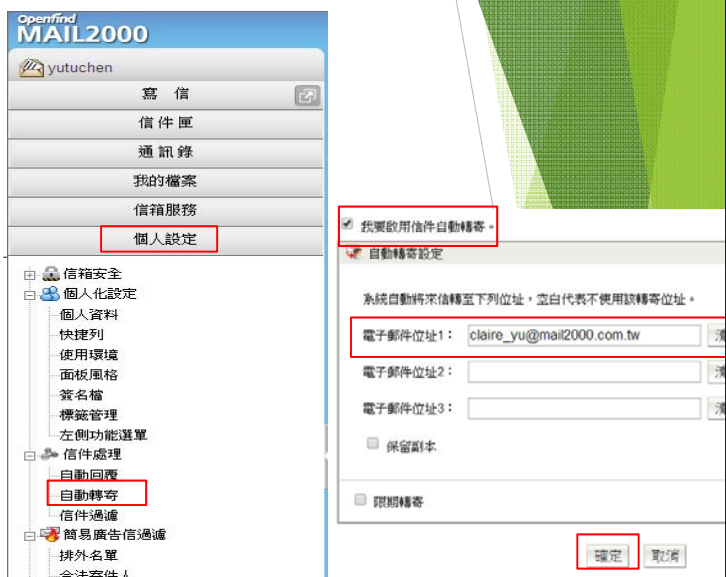 Openfind
MAIL2000
yutuchen
寫 信
信件匣
通訊錄
我的檔案
信箱服務
個人設定
信箱安全
個人化設定
個人資料
快捷列
使用環境
面板風格
簽名檔
標籤管理
左側功能選單
信件處理
自動回覆
自動轉寄
信件過濾
簡易廣告信過濾
排外名單
合法寄件人
我要啟用信件自動轉寄。
自動轉寄設定
系統自動將來信轉至下列位址，空白代表不使用該轉寄位址。
電子郵件位址1： claire_yu@mail2000.com.tw
電子郵件位址2：
電子郵件位址3：
保留副本
限期轉寄
確定 取消